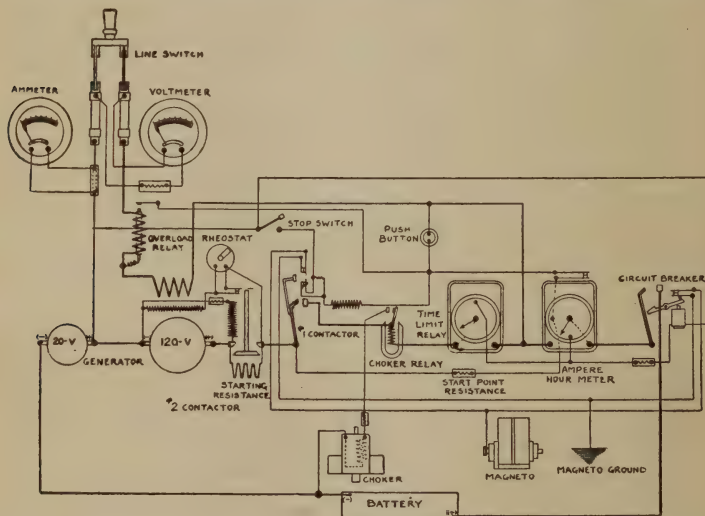 LINE SWITCH
AMMETER
VOLTMETER
STOP SWITCH
OVERLOAD
RELAY
RHEOSTAT
PUSH
BUTTON
CIRCUIT BREAKER
#1 CONTACTOR
TIME
LIMIT
RELAY
CHOKER RELAY
20-V
GENERATOR
120-V
STARTING
RESISTANCE
#2 CONTACTOR
START POINT
RESISTANCE
AMPERE
HOUR METER
CHOKER
MAGNETO
MAGNETO GROUND
(-)
BATTERY
(+)